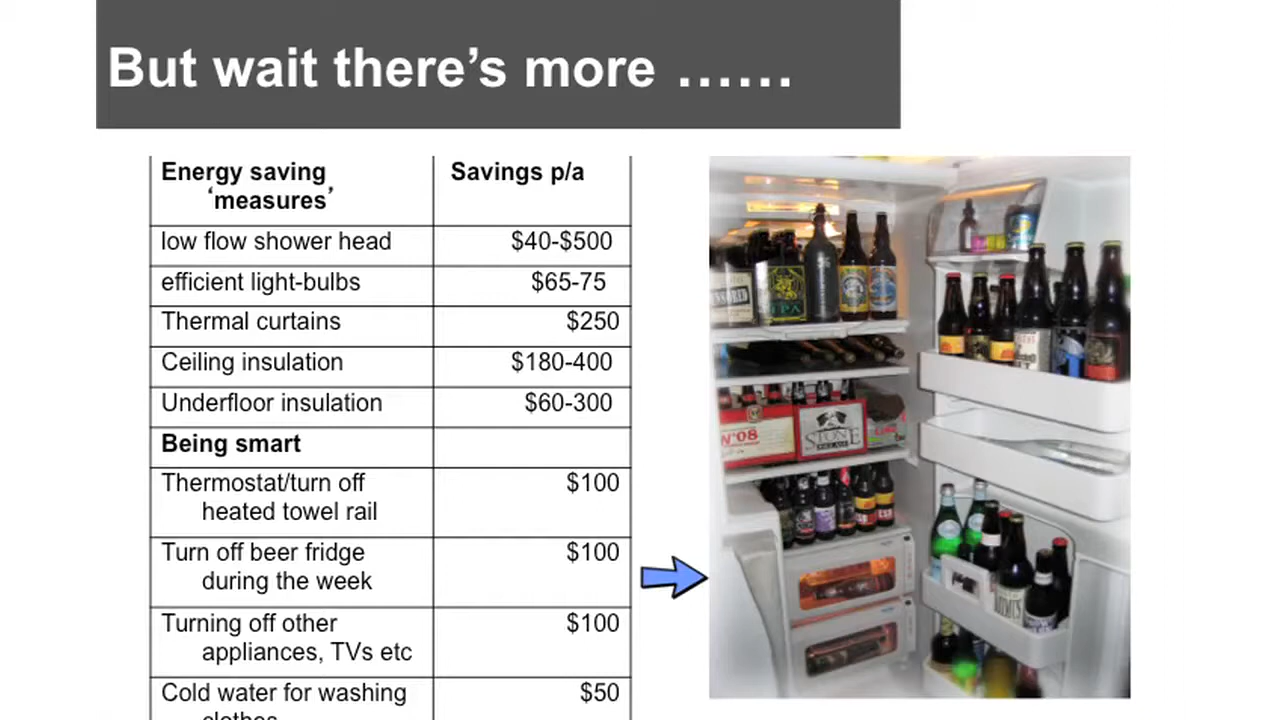 But wait there’s more ……
Energy saving Savings p/a
‘measures’
low flow shower head $40-$500
efficient light-bulbs $65-75
Thermal curtains $250
Ceiling insulation $180-400
Underfloor insulation $60-300
Being smart
Thermostat/turn off $100
heated towel rail
Turn off beer fridge $100
during the week
Turning off other $100
appliances, TVs etc
Cold water for washing $50
clothes
IPA
N°08
STONE